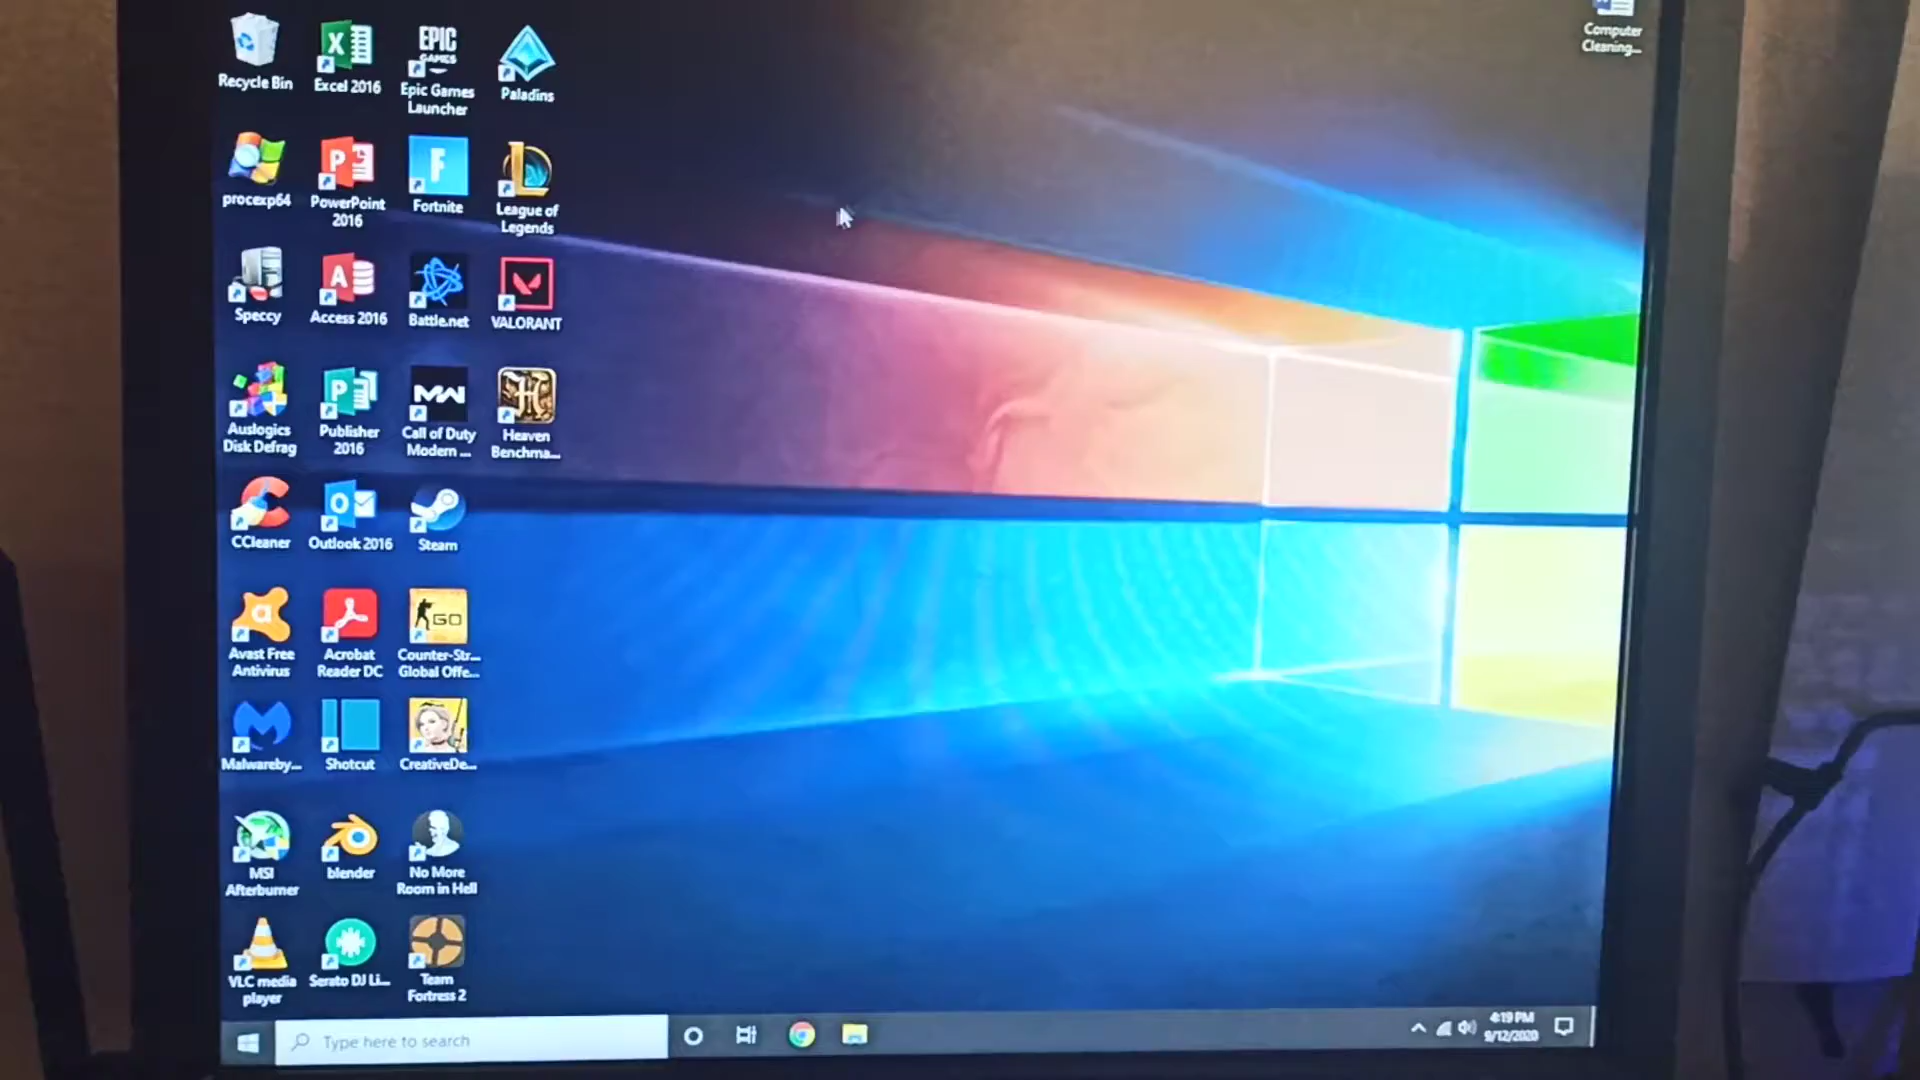 Computer
Cleaning...
Recycle Bin
Excel 2016
EPIC
GAMES
Epic Games
Launcher
Paladins
procexp64
PowerPoint
2016
Fortnite
League of
Legends
Speccy
Access 2016
Battle.net
VALORANT
Auslogics
Disk Defrag
Publisher
2016
MW
Call of Duty
Modern ...
Heaven
Benchma...
CCleaner
Outlook 2016
Steam
Avast Free
Antivirus
Acrobat
Reader DC
GO
Counter-Str...
Global Offe...
Malwareby...
Shotcut
CreativeDe...
MSI
Afterburner
blender
No More
Room in Hell
VLC media
player
Serato DJ Li...
Team
Fortress 2
Type here to search
4:19 PM
9/12/2020